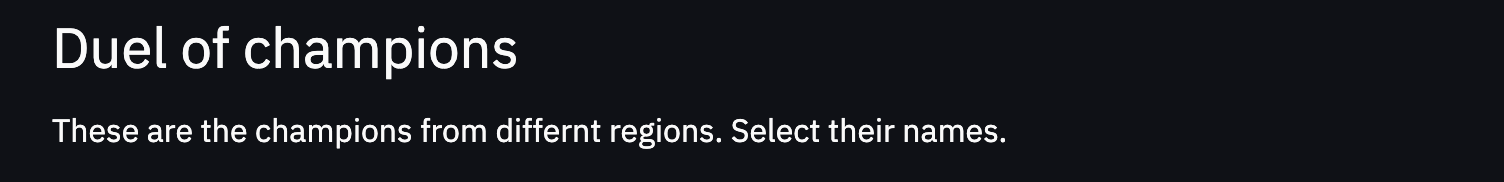 Duel of champions
These are the champions from differnt regions. Select their names.